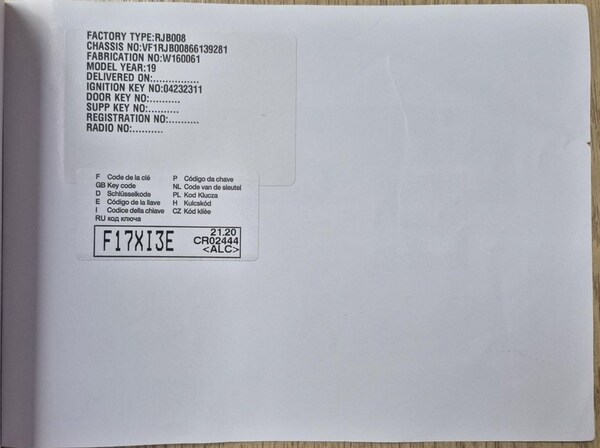 FACTORY TYPE:RJB008
CHASSIS NO:VF1RJB00866139281
FABRICATION NO:W160061
MODEL YEAR:19
DELIVERED ON:...............
IGNITION KEY NO:04232311
DOOR KEY NO:..........
SUPP KEY NO:..........
REGISTRATION NO:..........
RADIO NO:..........
F Code de la clé P Código da chave
GB Key code NL Code van de sleutel
D Schlüsselkode PL Kod Klucza
E Código de la llave H Kulcskód
I Codice della chiave CZ Kód klíče
RU код ключа
F17XI3E
21.20
CR02444
<ALC>